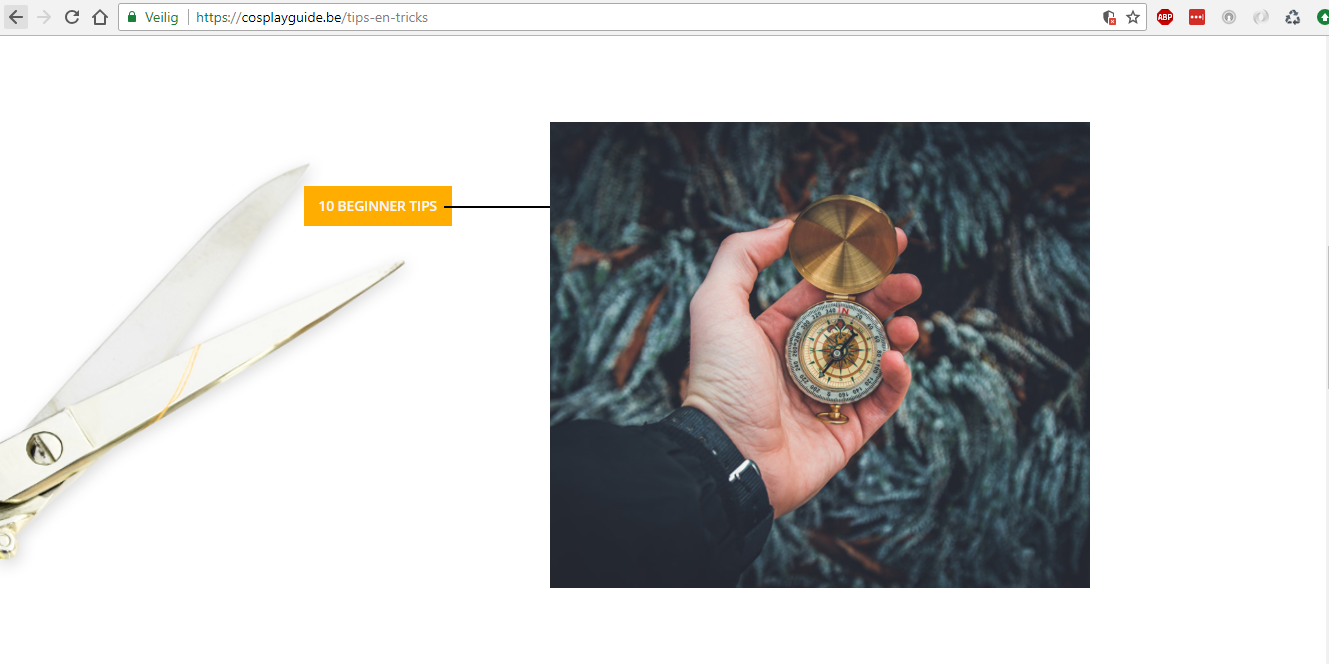 Veilig https://cosplayguide.be/tips-en-tricks
ABP
10 BEGINNER TIPS
N